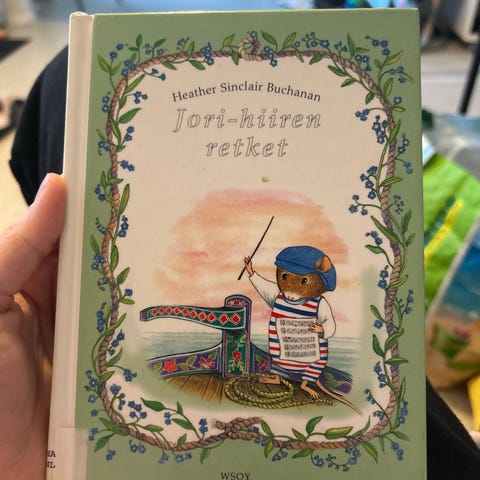 Heather Sinclair Buchanan
Jori-hiiren
retket
WSOY